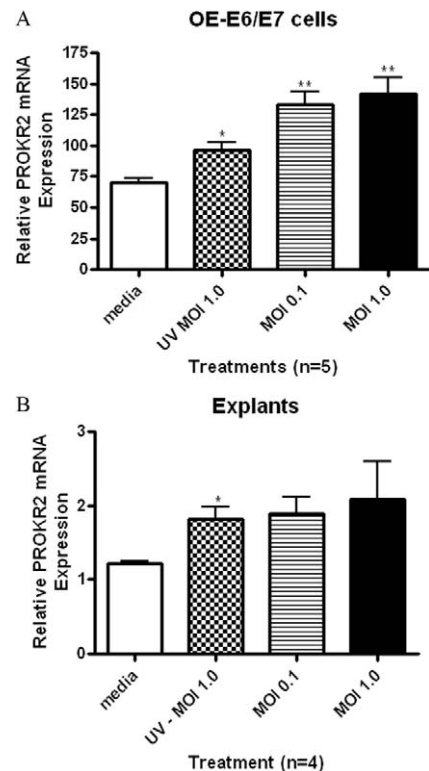 A
OE-E6/E7 cells
Relative PROKR2 mRNA
Expression
175
150
125
100
75
50
25
0
*
**
**
media
UV MOI 1.0
MOI 0.1
MOI 1.0
Treatments (n=5)
B
Explants
Relative PROKR2 mRNA
Expression
3
2
1
0
*
media
UV - MOI 1.0
MOI 0.1
MOI 1.0
Treatment (n=4)